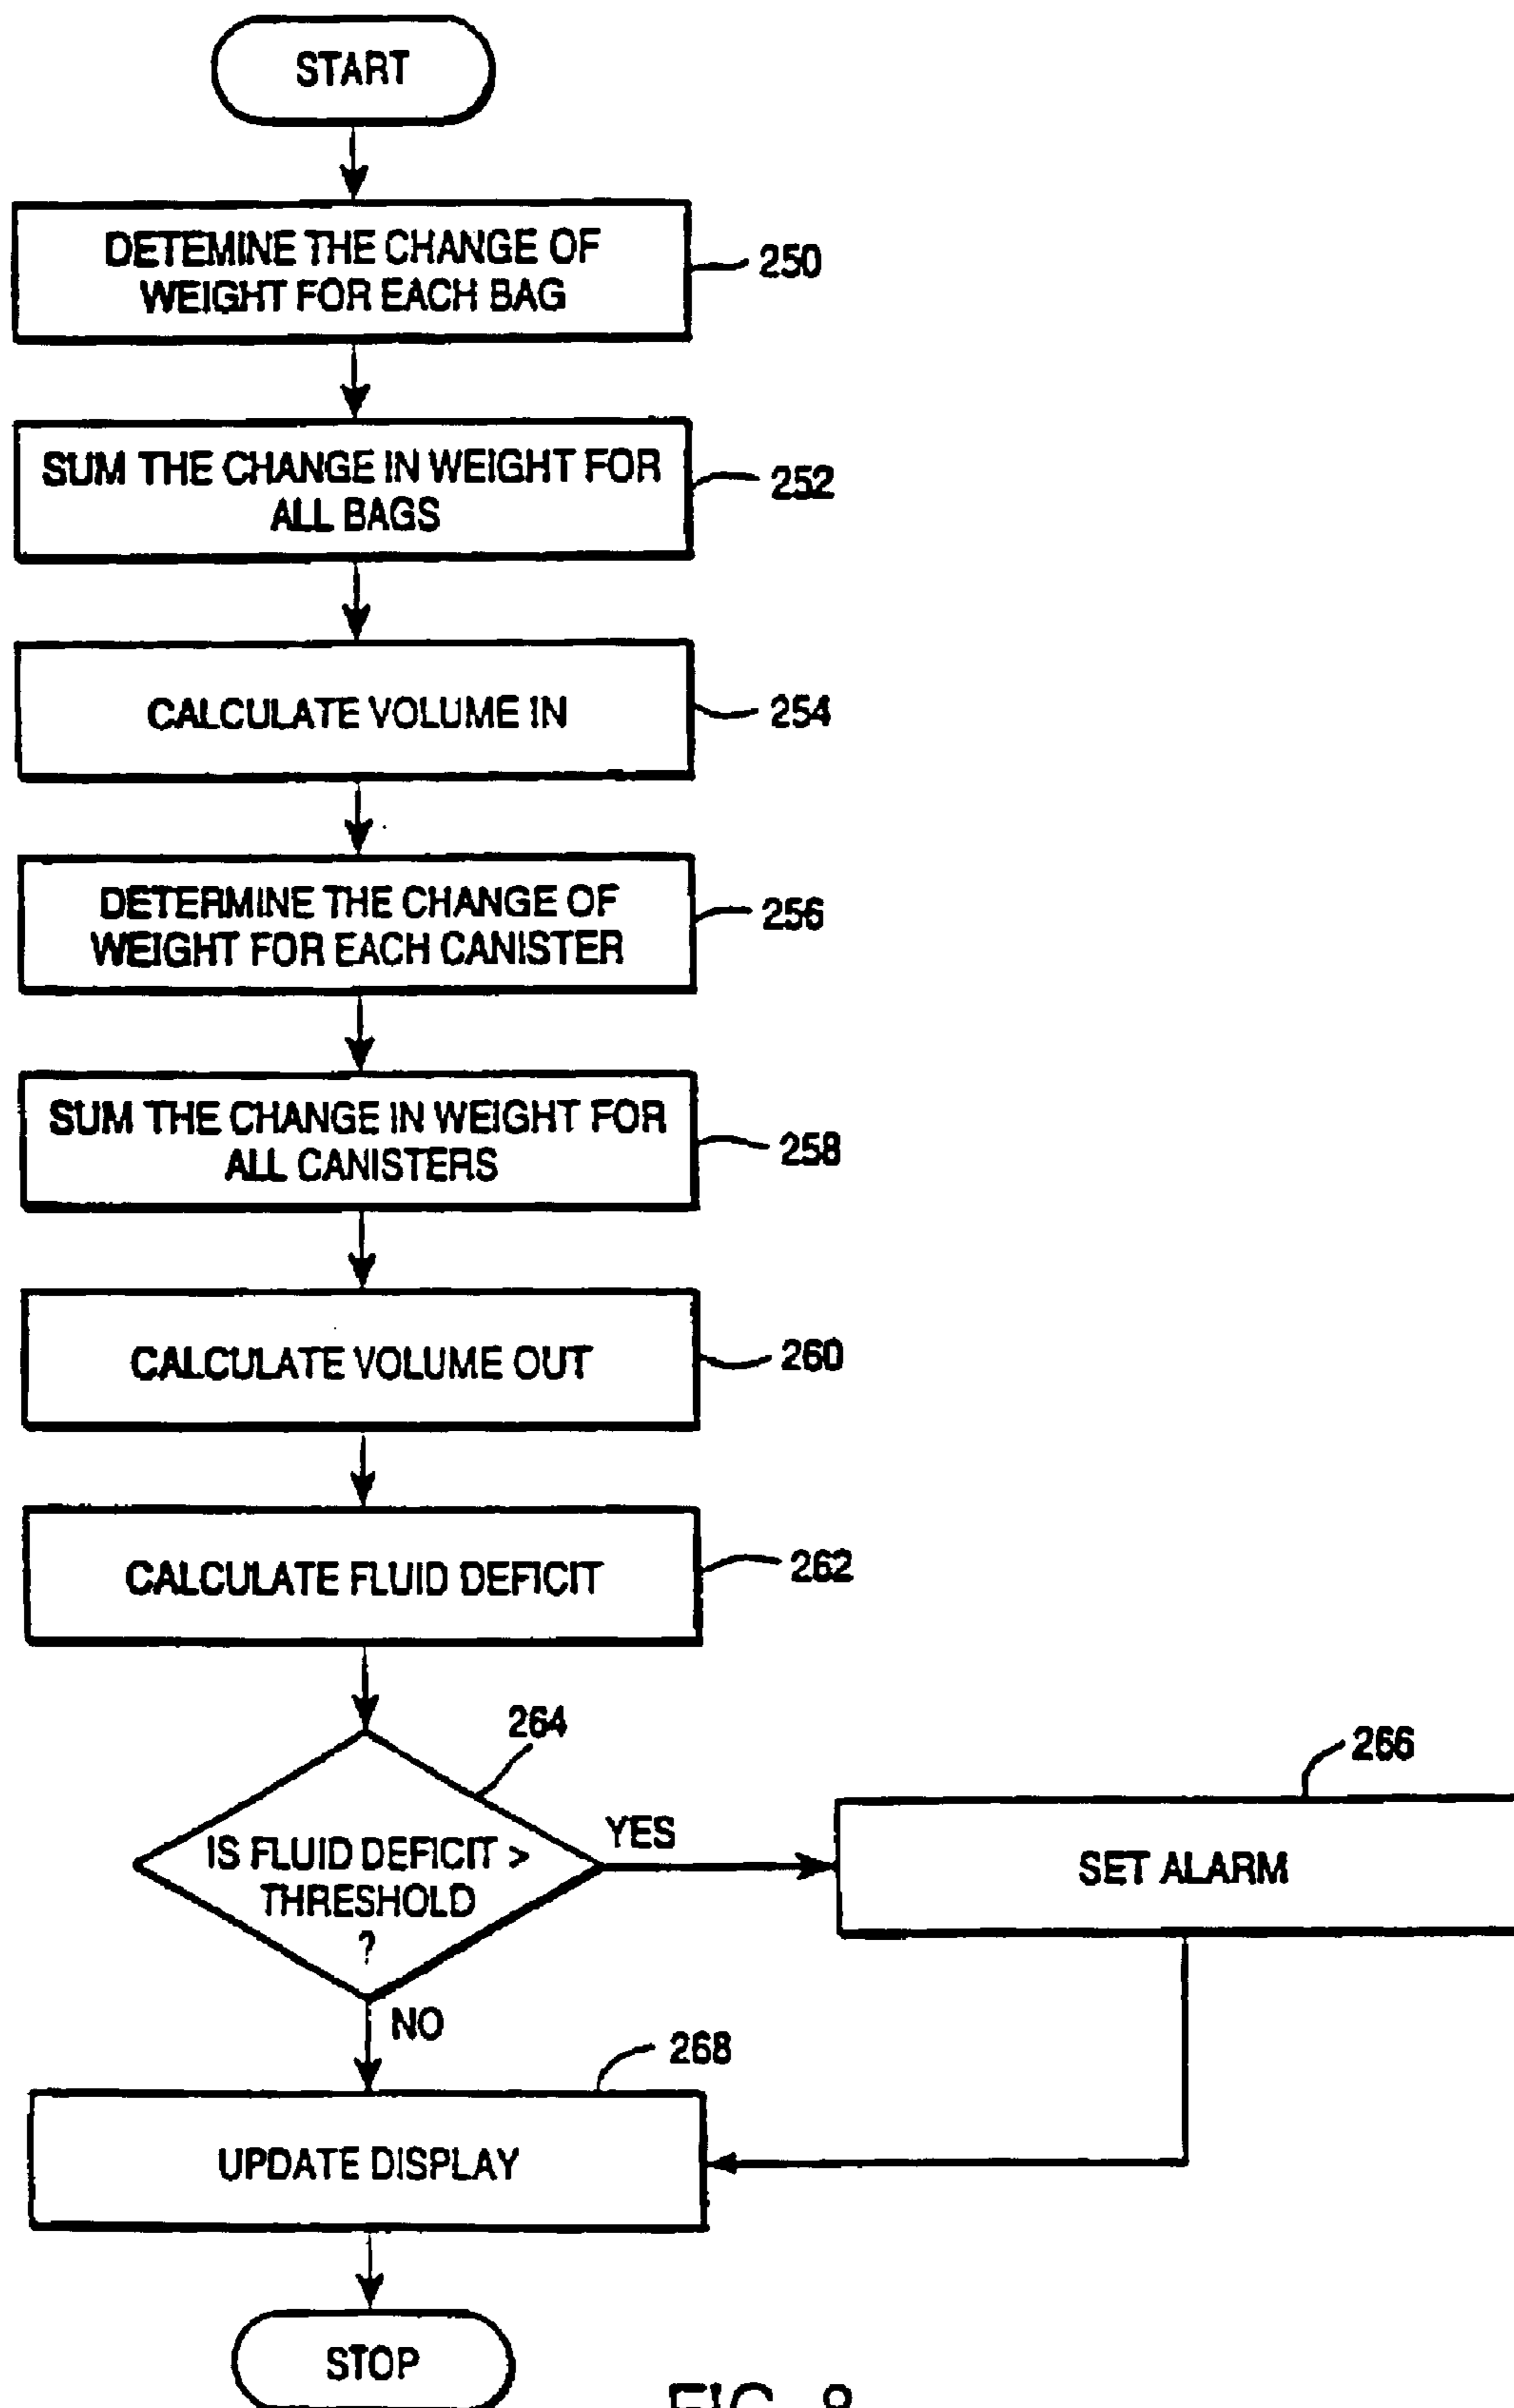 START
DETEMINE THE CHANGE OF
WEIGHT FOR EACH BAG
250
SUM THE CHANGE IN WEIGHT FOR
ALL BAGS
252
CALCULATE VOLUME IN
254
DETERMINE THE CHANGE OF
WEIGHT FOR EACH CANISTER
256
SUM THE CHANGE IN WEIGHT FOR
ALL CANISTERS
258
CALCULATE VOLUME OUT
260
CALCULATE FLUID DEFICIT
262
264
IS FLUID DEFICIT >
THRESHOLD
?
YES
266
SET ALARM
NO
268
UPDATE DISPLAY
STOP
FIG. 8